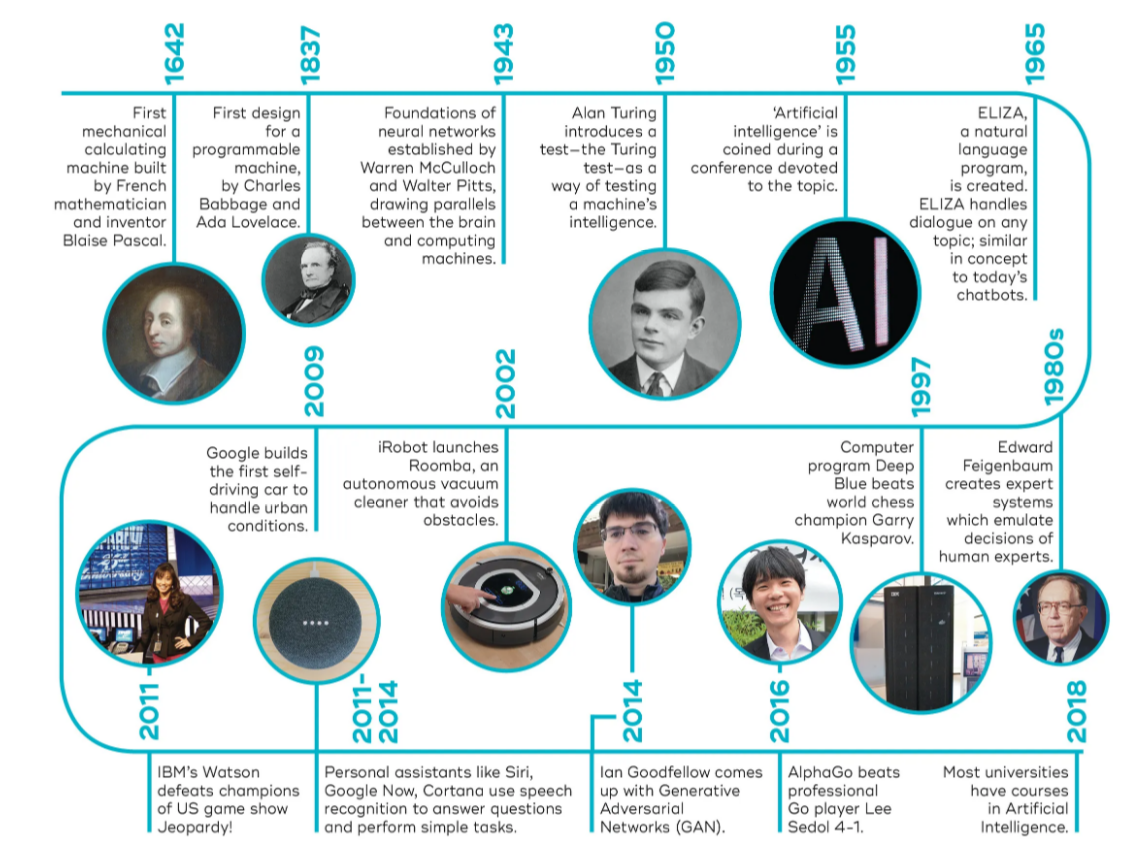 1642
First
mechanical
calculating
machine built
by French
mathematician
and inventor
Blaise Pascal.
1837
First design
for a
programmable
machine,
by Charles
Babbage and
Ada Lovelace.
1943
Foundations of
neural networks
established by
Warren McCulloch
and Walter Pitts,
drawing parallels
between the brain
and computing
machines.
1950
Alan Turing
introduces a
test—the Turing
test—as a
way of testing
a machine’s
intelligence.
1955
‘Artificial
intelligence’ is
coined during a
conference devoted
to the topic.
AI
1965
ELIZA,
a natural
language
program,
is created.
ELIZA handles
dialogue on any
topic; similar
in concept
to today’s
chatbots.
1980s
Edward
Feigenbaum
creates expert
systems
which emulate
decisions of
human experts.
1997
Computer
program Deep
Blue beats
world chess
champion Garry
Kasparov.
2002
iRobot launches
Roomba, an
autonomous vacuum
cleaner that avoids
obstacles.
2009
Google builds
the first self-
driving car to
handle urban
conditions.
2011
IBM’s Watson
defeats champions
of US game show
Jeopardy!
2011-
2014
Personal assistants like Siri,
Google Now, Cortana use speech
recognition to answer questions
and perform simple tasks.
2014
Ian Goodfellow comes
up with Generative
Adversarial
Networks (GAN).
2016
AlphaGo beats
professional
Go player Lee
Sedol 4–1.
2018
Most universities
have courses
in Artificial
Intelligence.